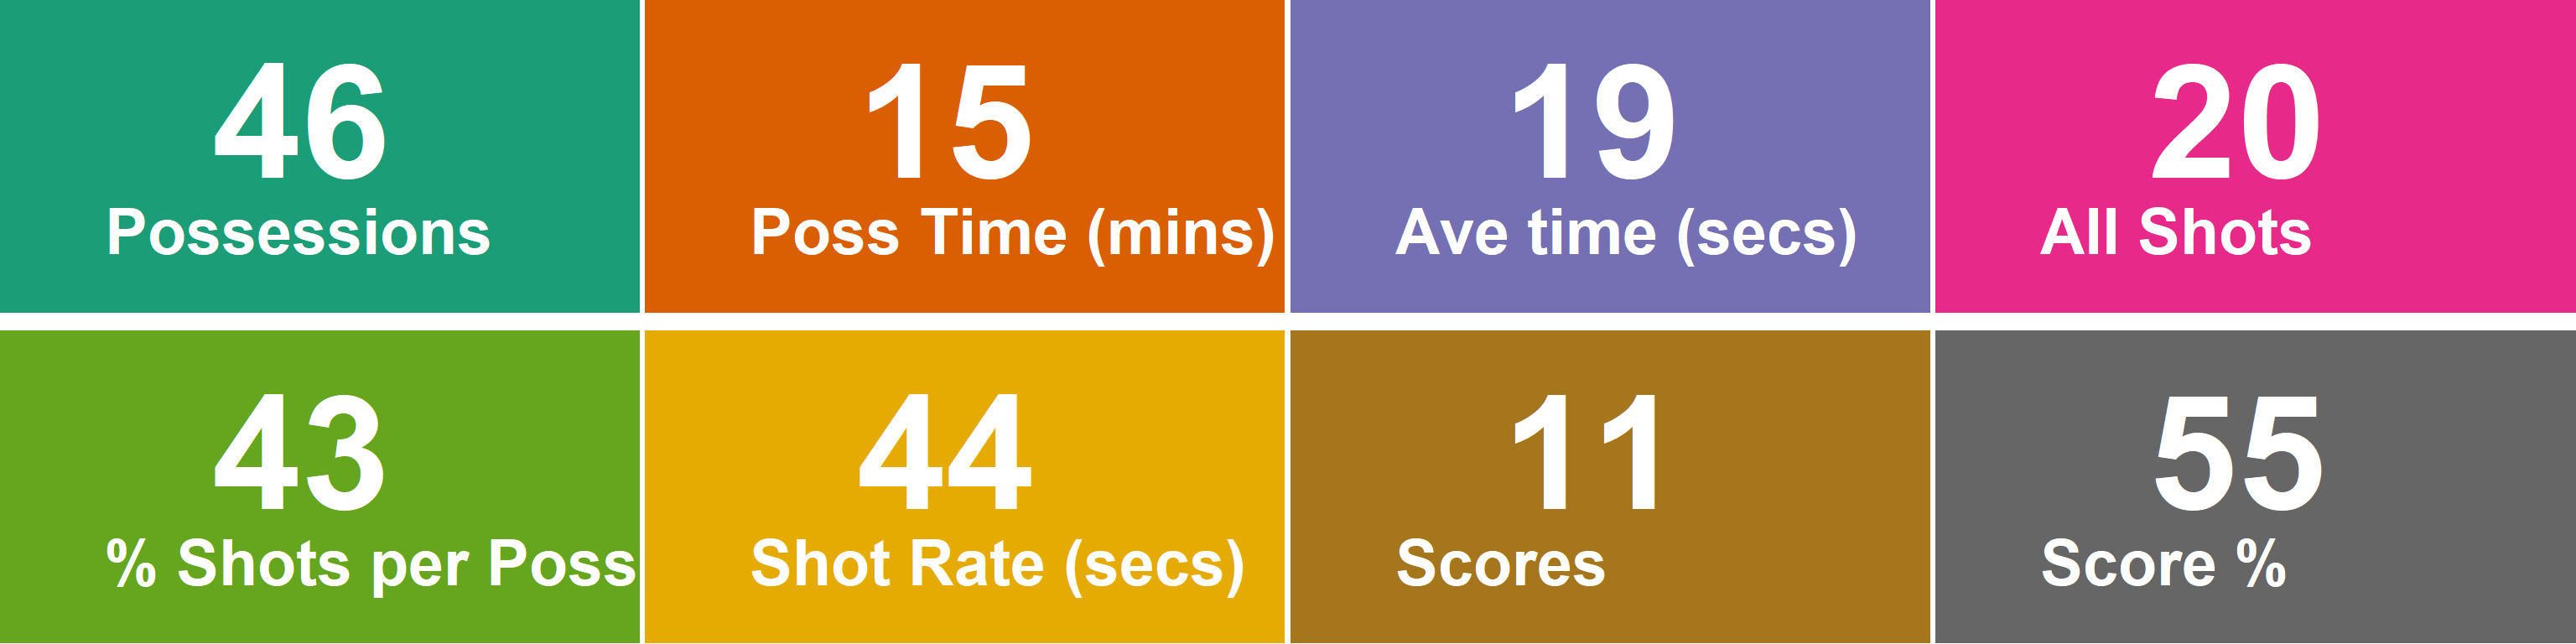 46
Possessions
15
Poss Time (mins)
19
Ave time (secs)
20
All Shots
43
% Shots per Poss
44
Shot Rate (secs)
11
Scores
55
Score %